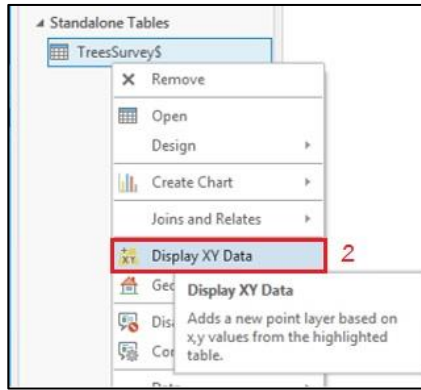 Standalone Tables
TreesSurvey$
Remove
Open
Design
Create Chart
Joins and Relates
Display XY Data 2
Display XY Data
Adds a new point layer based on
x,y values from the highlighted
table.